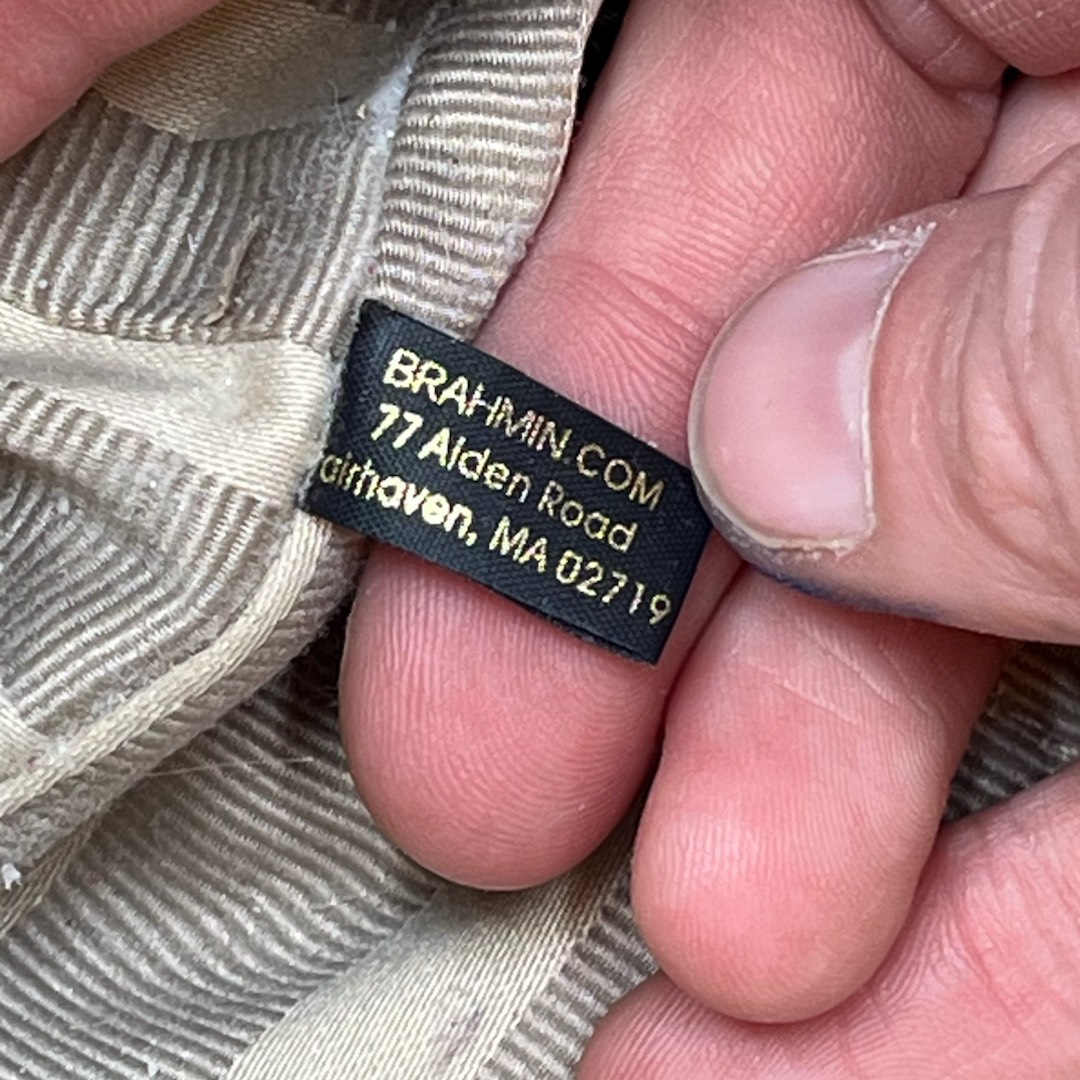 BRAHMIN.COM
77 Alden Road
airhaven, MA 02719